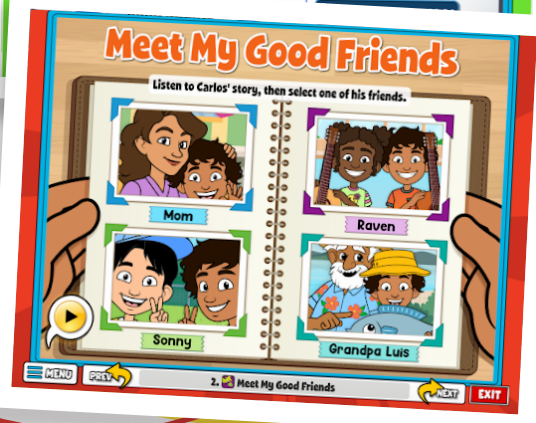 Meet My Good Friends
Listen to Carlos' story, then select one of his friends.
Mom
Raven
Sonny
Grandpa Luis
MENU
PREV
2. Meet My Good Friends
NEXT
EXIT